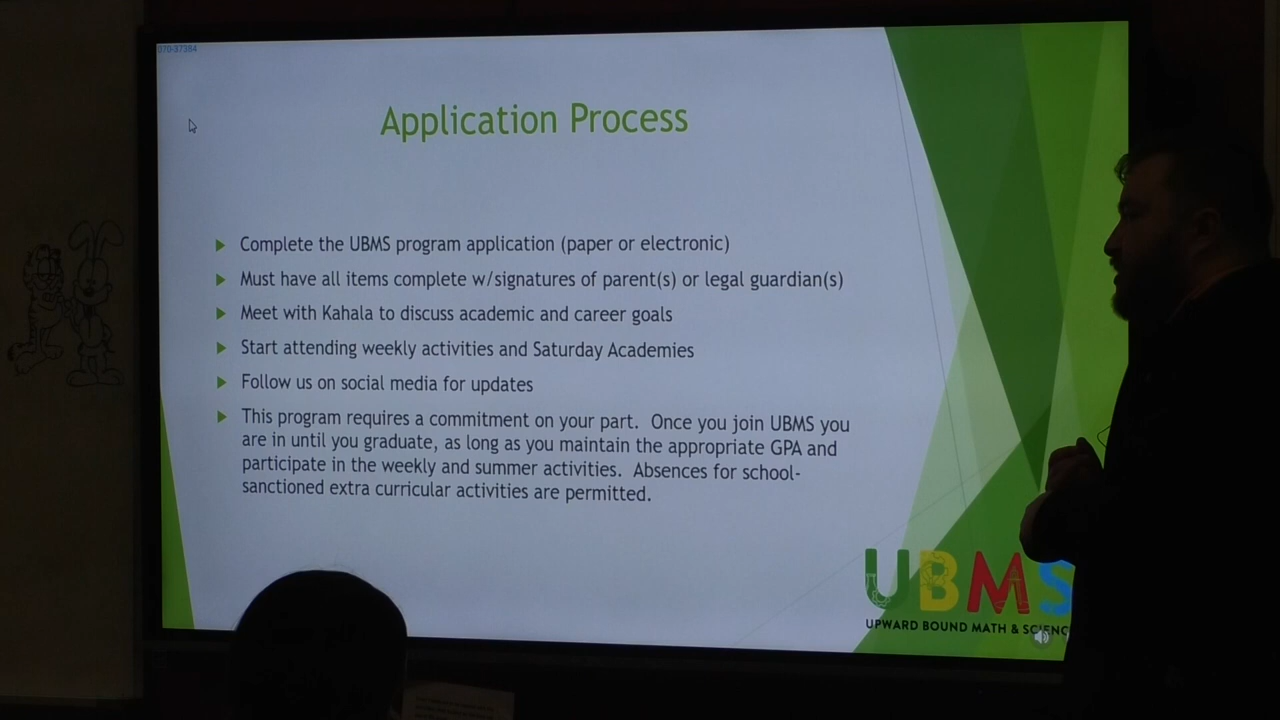 070-37384
Application Process
Complete the UBMS program application (paper or electronic)
Must have all items complete w/signatures of parent(s) or legal guardian(s)
Meet with Kahala to discuss academic and career goals
Start attending weekly activities and Saturday Academies
Follow us on social media for updates
This program requires a commitment on your part. Once you join UBMS you
are in until you graduate, as long as you maintain the appropriate GPA and
participate in the weekly and summer activities. Absences for school-
sanctioned extra curricular activities are permitted.
UBMS
UPWARD BOUND MATH & SCIENC